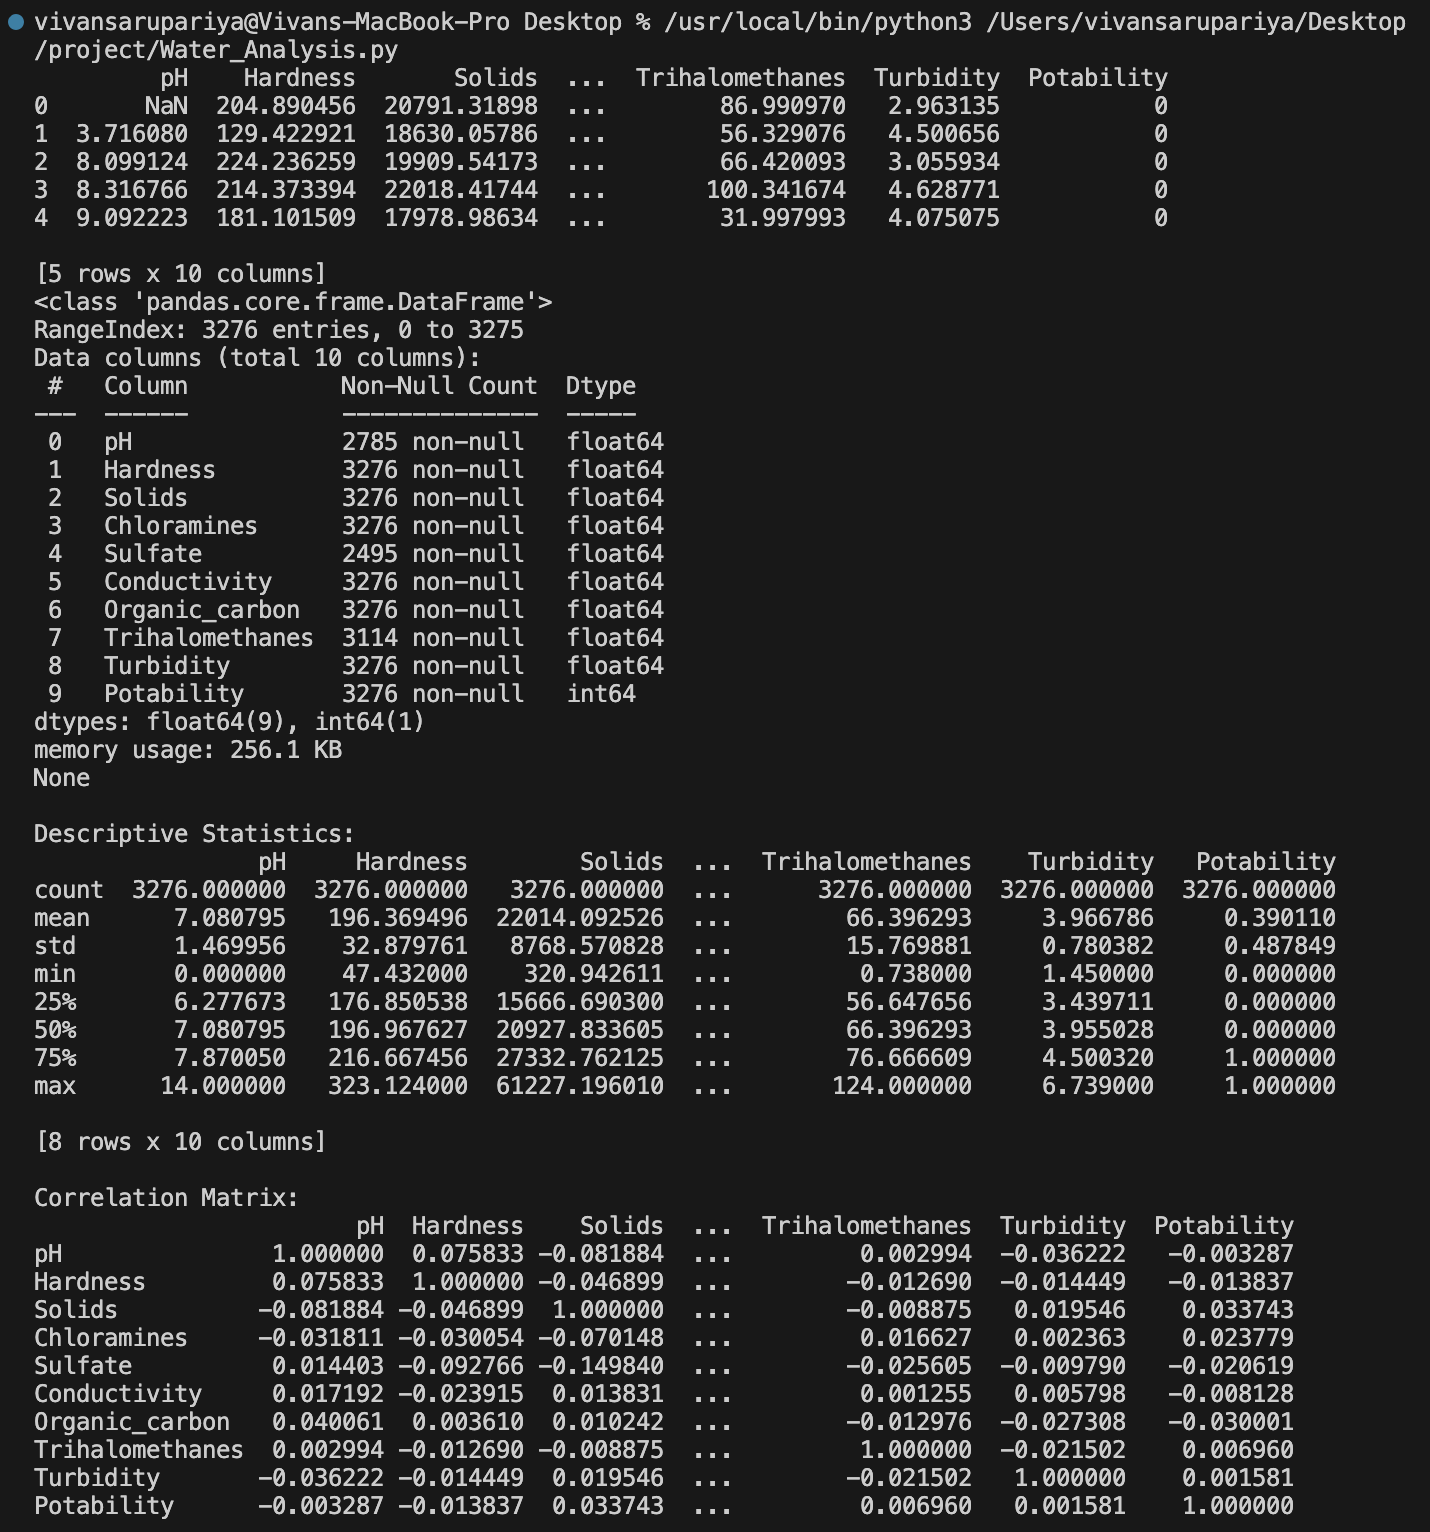 vivansarupariya@Vivans-MacBook-Pro Desktop % /usr/local/bin/python3 /Users/vivansarupariya/Desktop
/project/Water_Analysis.py
         pH    Hardness       Solids  ...  Trihalomethanes  Turbidity  Potability
0       NaN  204.890456  20791.31898  ...        86.990970   2.963135           0
1  3.716080  129.422921  18630.05786  ...        56.329076   4.500656           0
2  8.099124  224.236259  19909.54173  ...        66.420093   3.055934           0
3  8.316766  214.373394  22018.41744  ...       100.341674   4.628771           0
4  9.092223  181.101509  17978.98634  ...        31.997993   4.075075           0
[5 rows x 10 columns]
<class 'pandas.core.frame.DataFrame'>
RangeIndex: 3276 entries, 0 to 3275
Data columns (total 10 columns):
 #   Column           Non-Null Count  Dtype
---  ------           --------------  -----
 0   pH               2785 non-null   float64
 1   Hardness         3276 non-null   float64
 2   Solids           3276 non-null   float64
 3   Chloramines      3276 non-null   float64
 4   Sulfate          2495 non-null   float64
 5   Conductivity     3276 non-null   float64
 6   Organic_carbon   3276 non-null   float64
 7   Trihalomethanes  3114 non-null   float64
 8   Turbidity        3276 non-null   float64
 9   Potability       3276 non-null   int64
dtypes: float64(9), int64(1)
memory usage: 256.1 KB
None
Descriptive Statistics:
                pH     Hardness        Solids  ...  Trihalomethanes    Turbidity   Potability
count  3276.000000  3276.000000   3276.000000  ...      3276.000000  3276.000000  3276.000000
mean      7.080795   196.369496  22014.092526  ...        66.396293     3.966786     0.390110
std       1.469956    32.879761   8768.570828  ...        15.769881     0.780382     0.487849
min       0.000000    47.432000    320.942611  ...         0.738000     1.450000     0.000000
25%       6.277673   176.850538  15666.690300  ...        56.647656     3.439711     0.000000
50%       7.080795   196.967627  20927.833605  ...        66.396293     3.955028     0.000000
75%       7.870050   216.667456  27332.762125  ...        76.666609     4.500320     1.000000
max      14.000000   323.124000  61227.196010  ...       124.000000     6.739000     1.000000
[8 rows x 10 columns]
Correlation Matrix:
                       pH  Hardness    Solids  ...  Trihalomethanes  Turbidity  Potability
pH               1.000000  0.075833 -0.081884  ...         0.002994  -0.036222   -0.003287
Hardness         0.075833  1.000000 -0.046899  ...        -0.012690  -0.014449   -0.013837
Solids          -0.081884 -0.046899  1.000000  ...        -0.008875   0.019546    0.033743
Chloramines     -0.031811 -0.030054 -0.070148  ...         0.016627   0.002363    0.023779
Sulfate          0.014403 -0.092766 -0.149840  ...        -0.025605  -0.009790   -0.020619
Conductivity     0.017192 -0.023915  0.013831  ...         0.001255   0.005798   -0.008128
Organic_carbon   0.040061  0.003610  0.010242  ...        -0.012976  -0.027308   -0.030001
Trihalomethanes  0.002994 -0.012690 -0.008875  ...         1.000000  -0.021502    0.006960
Turbidity       -0.036222 -0.014449  0.019546  ...        -0.021502   1.000000    0.001581
Potability      -0.003287 -0.013837  0.033743  ...         0.006960   0.001581    1.000000